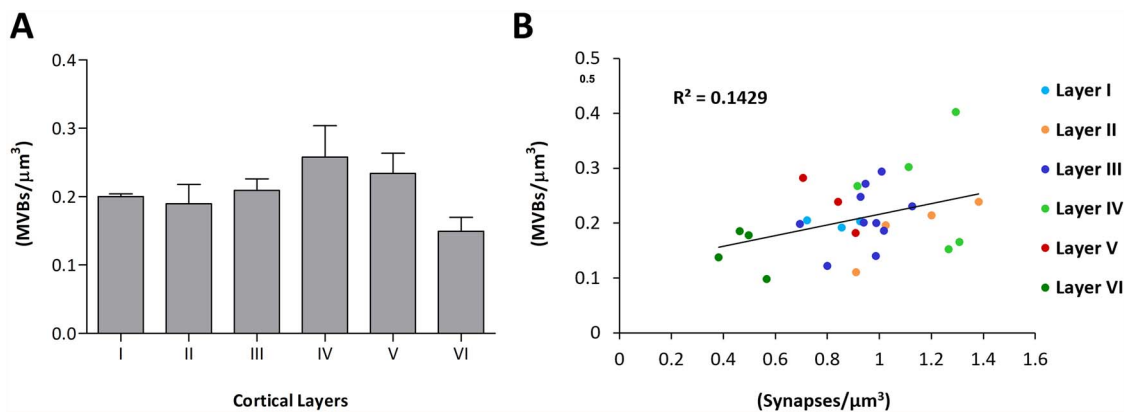 A
(MVBs/μm³)
0.4
0.3
0.2
0.1
0.0
I II III IV V VI
Cortical Layers
B
(MVBs/μm³)
0.5
0.5
0.4
0.3
0.2
0.1
0
R² = 0.1429
0 0.2 0.4 0.6 0.8 1 1.2 1.4 1.6
(Synapses/μm³)
Layer I
Layer II
Layer III
Layer IV
Layer V
Layer VI